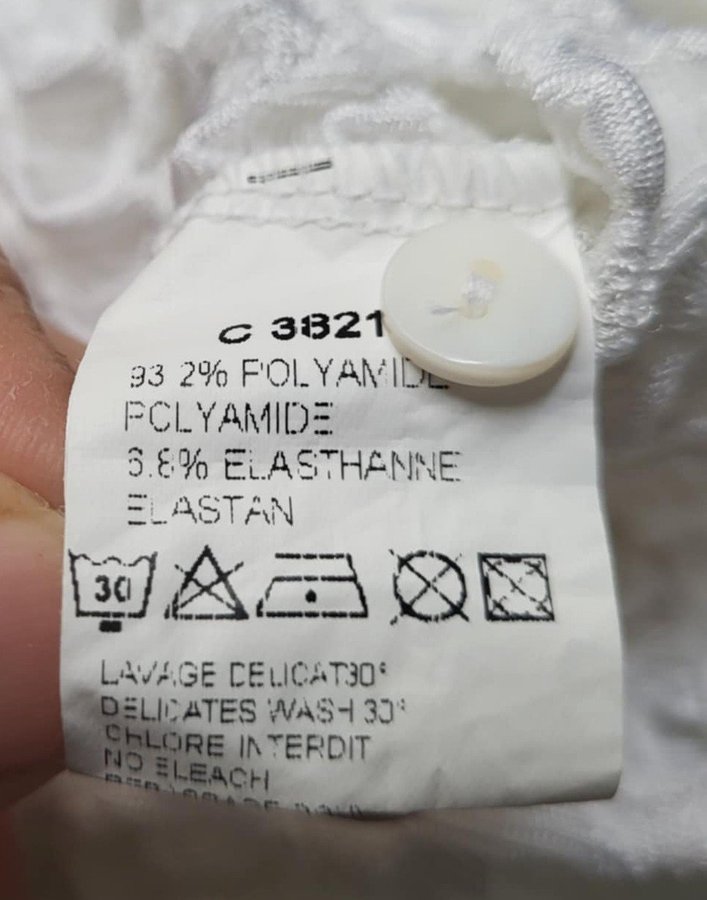 C 3821
93 2% POLYAMIDE
POLYAMIDE
6.8% ELASTHANNE
ELASTAN
30
LAVAGE DELICAT30°
DELICATES WASH 30°
CHLORE INTERDIT
NO BLEACH